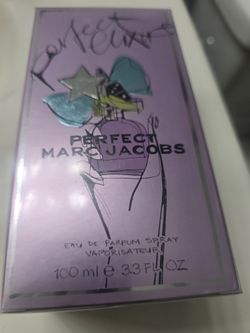 perfect
elixir
PERFECT
MARC JACOBS
EAU DE PARFUM SPRAY
VAPORISATEUR
100 ml e 3.3 FL OZ